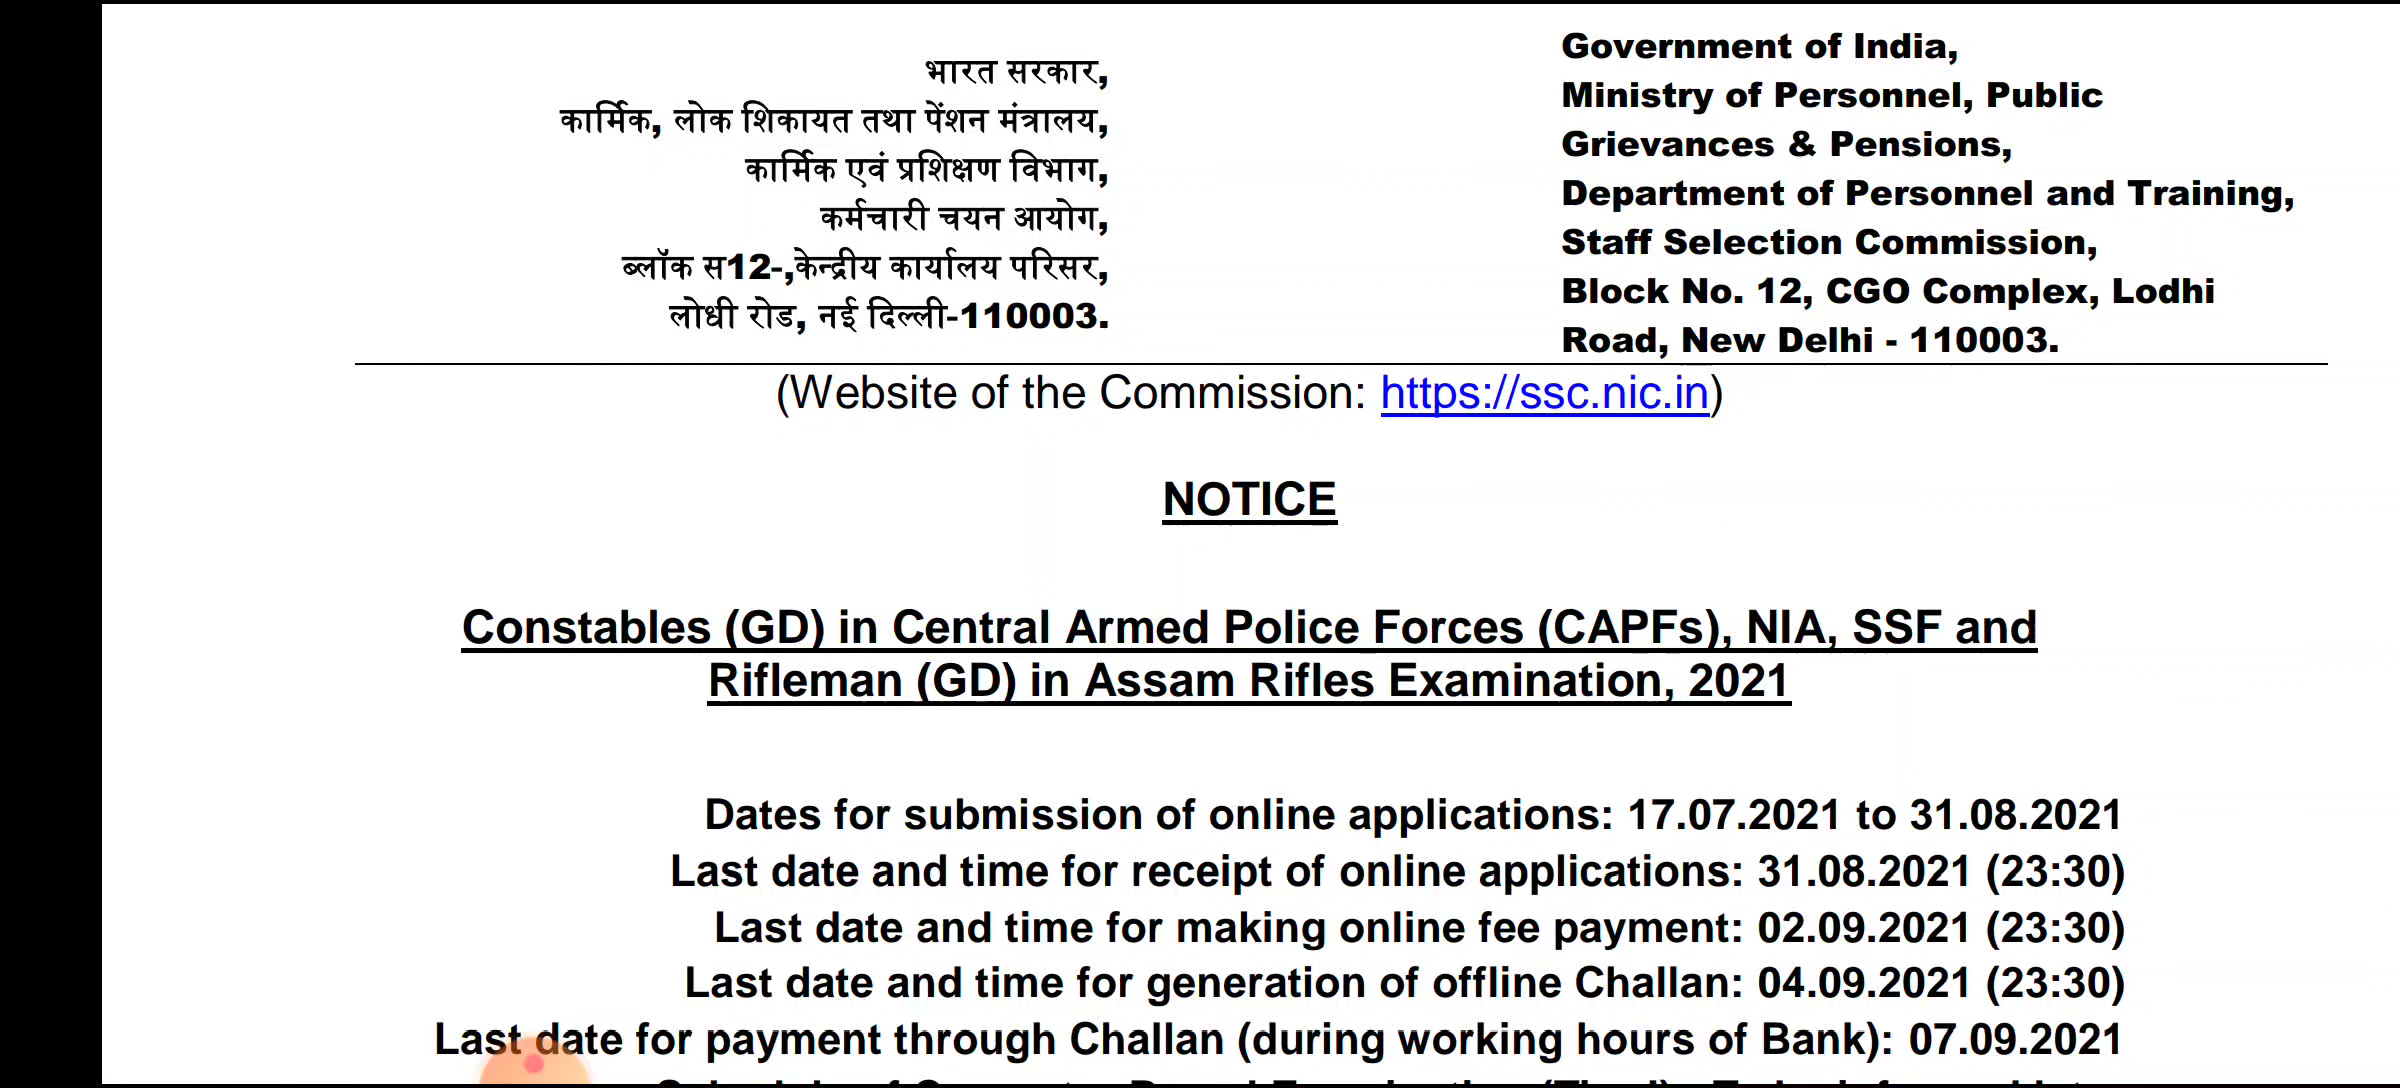 भारत सरकार,
कार्मिक, लोक शिकायत तथा पेंशन मंत्रालय,
कार्मिक एवं प्रशिक्षण विभाग,
कर्मचारी चयन आयोग,
ब्लॉक स12-,केन्द्रीय कार्यालय परिसर,
लोधी रोड, नई दिल्ली-110003.
Government of India,
Ministry of Personnel, Public
Grievances & Pensions,
Department of Personnel and Training,
Staff Selection Commission,
Block No. 12, CGO Complex, Lodhi
Road, New Delhi - 110003.
(Website of the Commission: https://ssc.nic.in)
NOTICE
Constables (GD) in Central Armed Police Forces (CAPFs), NIA, SSF and
Rifleman (GD) in Assam Rifles Examination, 2021
Dates for submission of online applications: 17.07.2021 to 31.08.2021
Last date and time for receipt of online applications: 31.08.2021 (23:30)
Last date and time for making online fee payment: 02.09.2021 (23:30)
Last date and time for generation of offline Challan: 04.09.2021 (23:30)
Last date for payment through Challan (during working hours of Bank): 07.09.2021